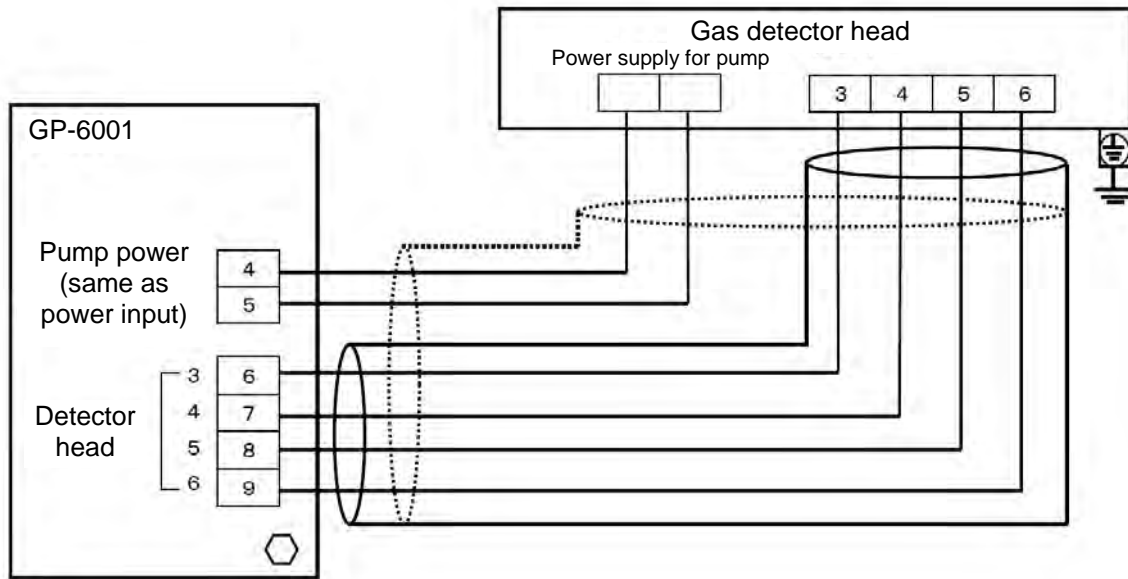 Gas detector head
Power supply for pump
3 4 5 6
GP-6001
Pump power
(same as
power input)
4
5
Detector
head
3 6
4 7
5 8
6 9